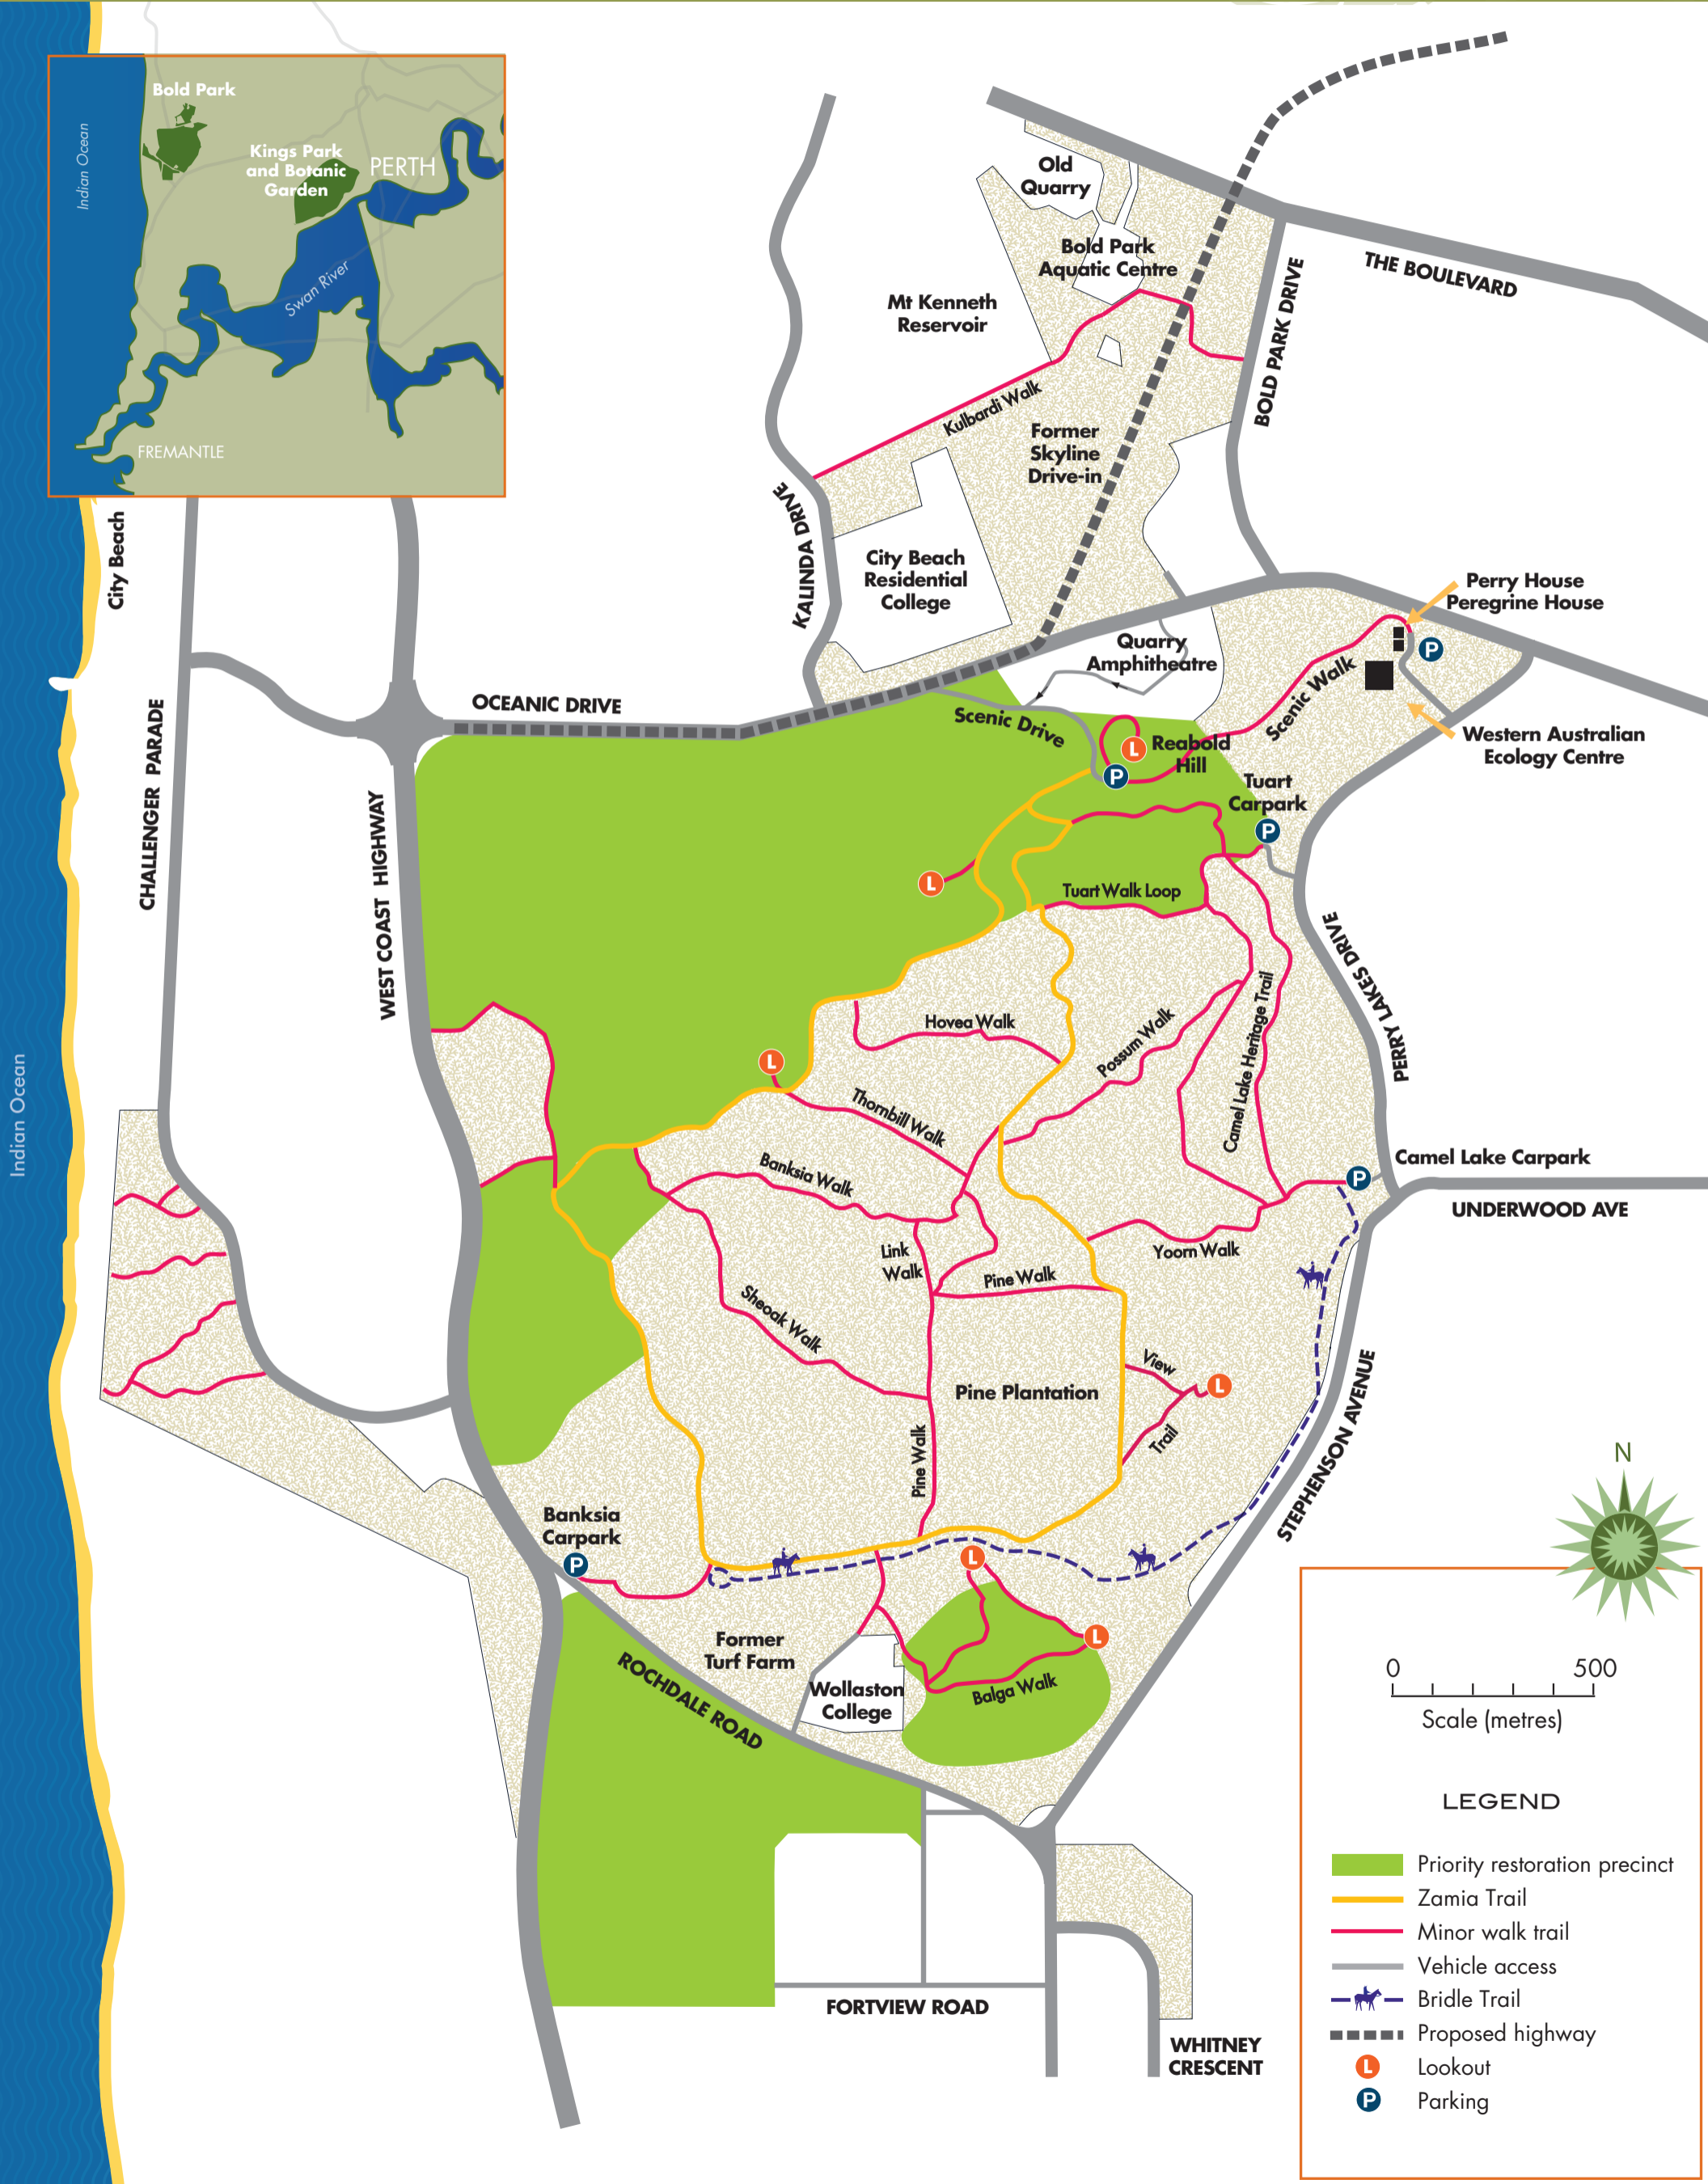 Bold Park
Indian Ocean
Kings Park
and Botanic
Garden
PERTH
Swan River
FREMANTLE
Old
Quarry
Bold Park
Aquatic Centre
Mt Kenneth
Reservoir
THE BOULEVARD
BOLD PARK DRIVE
Kulbardi Walk
Former
Skyline
Drive-in
City Beach
KALINDA DRIVE
City Beach
Residential
College
Perry House
Peregrine House
P
Quarry
Amphitheatre
Scenic Walk
OCEANIC DRIVE
Scenic Drive
L
Reabold
Hill
P
Western Australian
Ecology Centre
Tuart
Carpark
P
CHALLENGER PARADE
WEST COAST HIGHWAY
L
Tuart Walk Loop
PERRY LAKES DRIVE
Hovea Walk
Possum Walk
Camel Lake Heritage Trail
L
Indian Ocean
Thornbill Walk
Banksia Walk
Camel Lake Carpark
P
UNDERWOOD AVE
Link
Walk
Yoorn Walk
Pine Walk
Sheoak Walk
View
L
Pine Plantation
Trail
Pine Walk
STEPHENSON AVENUE
N
Banksia
Carpark
P
L
L
Former
Turf Farm
ROCHDALE ROAD
Wollaston
College
Balga Walk
0 500
Scale (metres)
LEGEND
Priority restoration precinct
Zamia Trail
Minor walk trail
Vehicle access
Bridle Trail
Proposed highway
L Lookout
P Parking
FORTVIEW ROAD
WHITNEY
CRESCENT